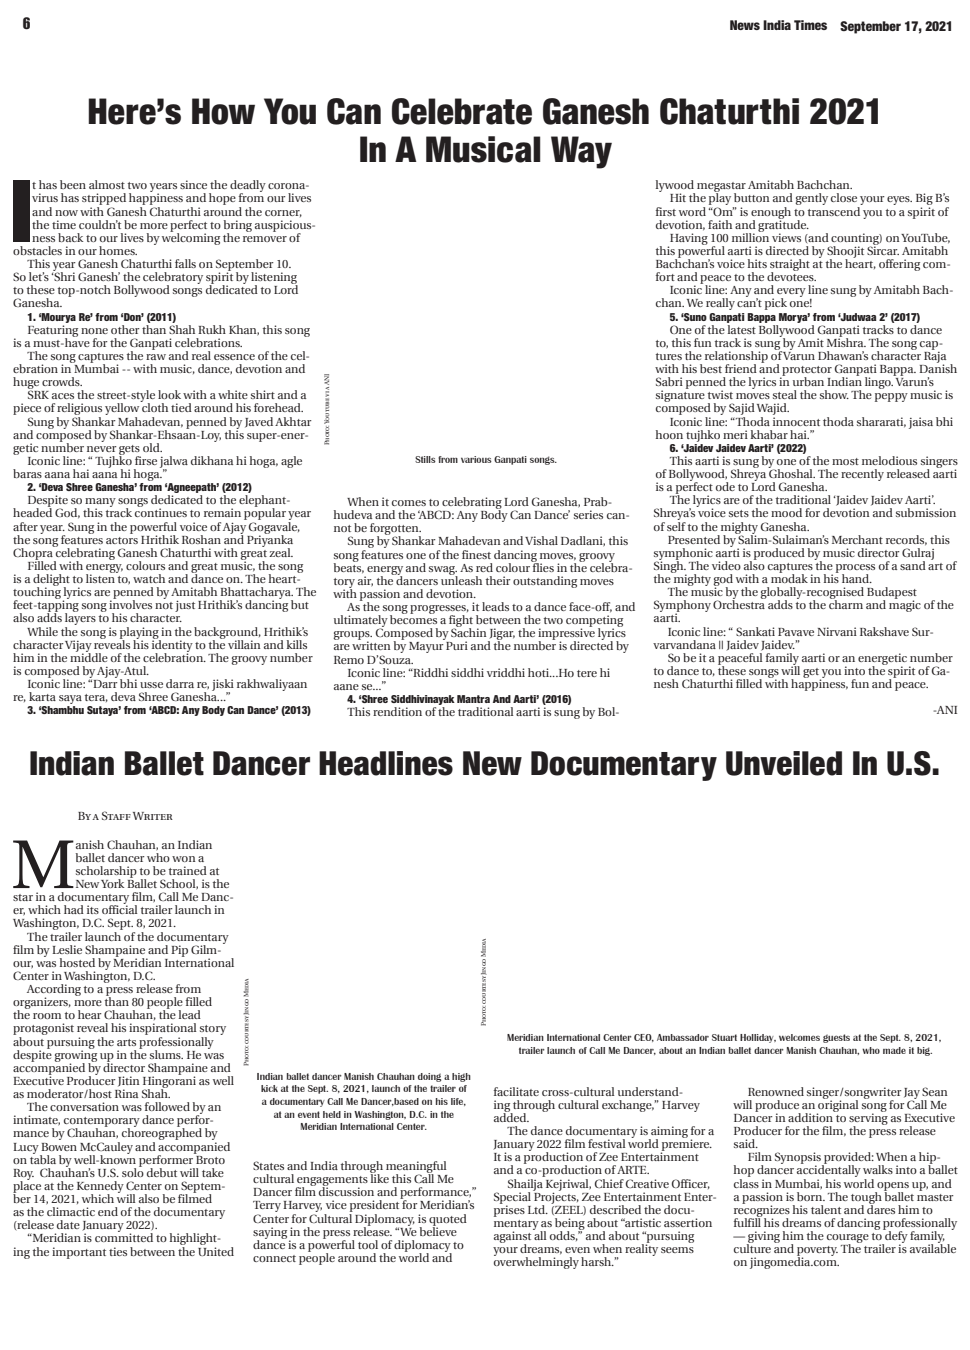 6
News India Times September 17, 2021
Here's How You Can Celebrate Ganesh Chaturthi 2021
In A Musical Way
It has been almost two years since the deadly corona-
virus has stripped happiness and hope from our lives
and now with Ganesh Chaturthi around the corner,
the time couldn't be more perfect to bring auspicious-
ness back to our lives by welcoming the remover of
obstacles in our homes.
This year Ganesh Chaturthi falls on September 10.
So let's 'Shri Ganesh' the celebratory spirit by listening
to these top-notch Bollywood songs dedicated to Lord
Ganesha.
1. 'Mourya Re' from 'Don' (2011)
Featuring none other than Shah Rukh Khan, this song
is a must-have for the Ganpati celebrations.
The song captures the raw and real essence of the cel-
ebration in Mumbai -- with music, dance, devotion and
huge crowds.
SRK aces the street-style look with a white shirt and a
piece of religious yellow cloth tied around his forehead.
Sung by Shankar Mahadevan, penned by Javed Akhtar
and composed by Shankar-Ehsaan-Loy, this super-ener-
getic number never gets old.
Iconic line: " Tujhko firse jalwa dikhana hi hoga, agle
baras aana hai aana hi hoga."
2. 'Deva Shree Ganesha' from 'Agneepath' (2012)
Despite so many songs dedicated to the elephant-
headed God, this track continues to remain popular year
after year. Sung in the powerful voice of Ajay Gogavale,
the song features actors Hrithik Roshan and Priyanka
Chopra celebrating Ganesh Chaturthi with great zeal.
Filled with energy, colours and great music, the song
is a delight to listen to, watch and dance on. The heart-
touching lyrics are penned by Amitabh Bhattacharya. The
feet-tapping song involves not just Hrithik's dancing but
also adds layers to his character.
While the song is playing in the background, Hrithik's
character Vijay reveals his identity to the villain and kills
him in the middle of the celebration. The groovy number
is composed by Ajay-Atul.
Iconic line: "Darr bhi usse darra re, jiski rakhwaliyaan
re, karta saya tera, deva Shree Ganesha..."
3. 'Shambhu Sutaya' from 'ABCD: Any Body Can Dance' (2013)
Photo: Youtube via ANI
Stills from various Ganpati songs.
When it comes to celebrating Lord Ganesha, Prab-
hudeva and the 'ABCD: Any Body Can Dance' series can-
not be forgotten.
Sung by Shankar Mahadevan and Vishal Dadlani, this
song features one of the finest dancing moves, groovy
beats, energy and swag. As red colour flies in the celebra-
tory air, the dancers unleash their outstanding moves
with passion and devotion.
As the song progresses, it leads to a dance face-off, and
ultimately becomes a fight between the two competing
groups. Composed by Sachin Jigar, the impressive lyrics
are written by Mayur Puri and the number is directed by
Remo D'Souza.
Iconic line: "Riddhi siddhi vriddhi hoti...Ho tere hi
aane se..."
4. 'Shree Siddhivinayak Mantra And Aarti' (2016)
This rendition of the traditional aarti is sung by Bol-
lywood megastar Amitabh Bachchan.
Hit the play button and gently close your eyes. Big B's
first word "Om" is enough to transcend you to a spirit of
devotion, faith and gratitude.
Having 100 million views (and counting) on YouTube,
this powerful aarti is directed by Shoojit Sircar. Amitabh
Bachchan's voice hits straight at the heart, offering com-
fort and peace to the devotees.
Iconic line: Any and every line sung by Amitabh Bach-
chan. We really can't pick one!
5. 'Suno Ganpati Bappa Morya' from 'Judwaa 2' (2017)
One of the latest Bollywood Ganpati tracks to dance
to, this fun track is sung by Amit Mishra. The song cap-
tures the relationship of Varun Dhawan's character Raja
with his best friend and protector Ganpati Bappa. Danish
Sabri penned the lyrics in urban Indian lingo. Varun's
signature twist moves steal the show. The peppy music is
composed by Sajid Wajid.
Iconic line: "Thoda innocent thoda shararati, jaisa bhi
hoon tujhko meri khabar hai."
6. 'Jaidev Jaidev Aarti' (2022)
This aarti is sung by one of the most melodious singers
of Bollywood, Shreya Ghoshal. The recently released aarti
is a perfect ode to Lord Ganesha.
The lyrics are of the traditional 'Jaidev Jaidev Aarti'.
Shreya's voice sets the mood for devotion and submission
of self to the mighty Ganesha.
Presented by Salim-Sulaiman's Merchant records, this
symphonic aarti is produced by music director Gulraj
Singh. The video also captures the process of a sand art of
the mighty god with a modak in his hand.
The music by the globally-recognised Budapest
Symphony Orchestra adds to the charm and magic of the
aarti.
Iconic line: " Sankati Pavave Nirvani Rakshave Sur-
varvandana || Jaidev Jaidev."
So be it a peaceful family aarti or an energetic number
to dance to, these songs will get you into the spirit of Ga-
nesh Chaturthi filled with happiness, fun and peace.
-ANI
Indian Ballet Dancer Headlines New Documentary Unveiled In U.S.
By a Staff Writer
Manish Chauhan, an Indian
ballet dancer who won a
scholarship to be trained at
New York Ballet School, is the
star in a documentary film, Call Me Danc-
er, which had its official trailer launch in
Washington, D.C. Sept. 8, 2021.
The trailer launch of the documentary
film by Leslie Shampaine and Pip Gilm-
our, was hosted by Meridian International
Center in Washington, D.C.
According to a press release from
organizers, more than 80 people filled
the room to hear Chauhan, the lead
protagonist reveal his inspirational story
about pursuing the arts professionally
despite growing up in the slums. He was
accompanied by director Shampaine and
Executive Producer Jitin Hingorani as well
as moderator/host Rina Shah.
The conversation was followed by an
intimate, contemporary dance perfor-
mance by Chauhan, choreographed by
Lucy Bowen McCauley and accompanied
on tabla by well-known performer Broto
Roy. Chauhan's U.S. solo debut will take
place at the Kennedy Center on Septem-
ber 14, 2021, which will also be filmed
as the climactic end of the documentary
(release date January 2022).
"Meridian is committed to highlight-
ing the important ties between the United
Photo: courtesy Jingo Media
Indian ballet dancer Manish Chauhan doing a high
kick at the Sept. 8, 2021, launch of the trailer of
a documentary Call Me Dancer,based on his life,
at an event held in Washington, D.C. in the
Meridian International Center.
States and India through meaningful
cultural engagements like this Call Me
Dancer film discussion and performance,"
Terry Harvey, vice president for Meridian's
Center for Cultural Diplomacy, is quoted
saying in the press release. "We believe
dance is a powerful tool of diplomacy to
connect people around the world and
Photo: courtesy Jingo Media
Meridian International Center CEO, Ambassador Stuart Holliday, welcomes guests at the Sept. 8, 2021,
trailer launch of Call Me Dancer, about an Indian ballet dancer Manish Chauhan, who made it big.
facilitate cross-cultural understand-
ing through cultural exchange," Harvey
added.
The dance documentary is aiming for a
January 2022 film festival world premiere.
It is a production of Zee Entertainment
and a co-production of ARTE.
Shailja Kejriwal, Chief Creative Officer,
Special Projects, Zee Entertainment Enter-
prises Ltd. (ZEEL) described the docu-
mentary as being about "artistic assertion
against all odds," and about "pursuing
your dreams, even when reality seems
overwhelmingly harsh."
Renowned singer/songwriter Jay Sean
will produce an original song for Call Me
Dancer in addition to serving as Executive
Producer for the film, the press release
said.
Film Synopsis provided: When a hip-
hop dancer accidentally walks into a ballet
class in Mumbai, his world opens up, and
a passion is born. The tough ballet master
recognizes his talent and dares him to
fulfill his dreams of dancing professionally
— giving him the courage to defy family,
culture and poverty. The trailer is available
on jingomedia.com.